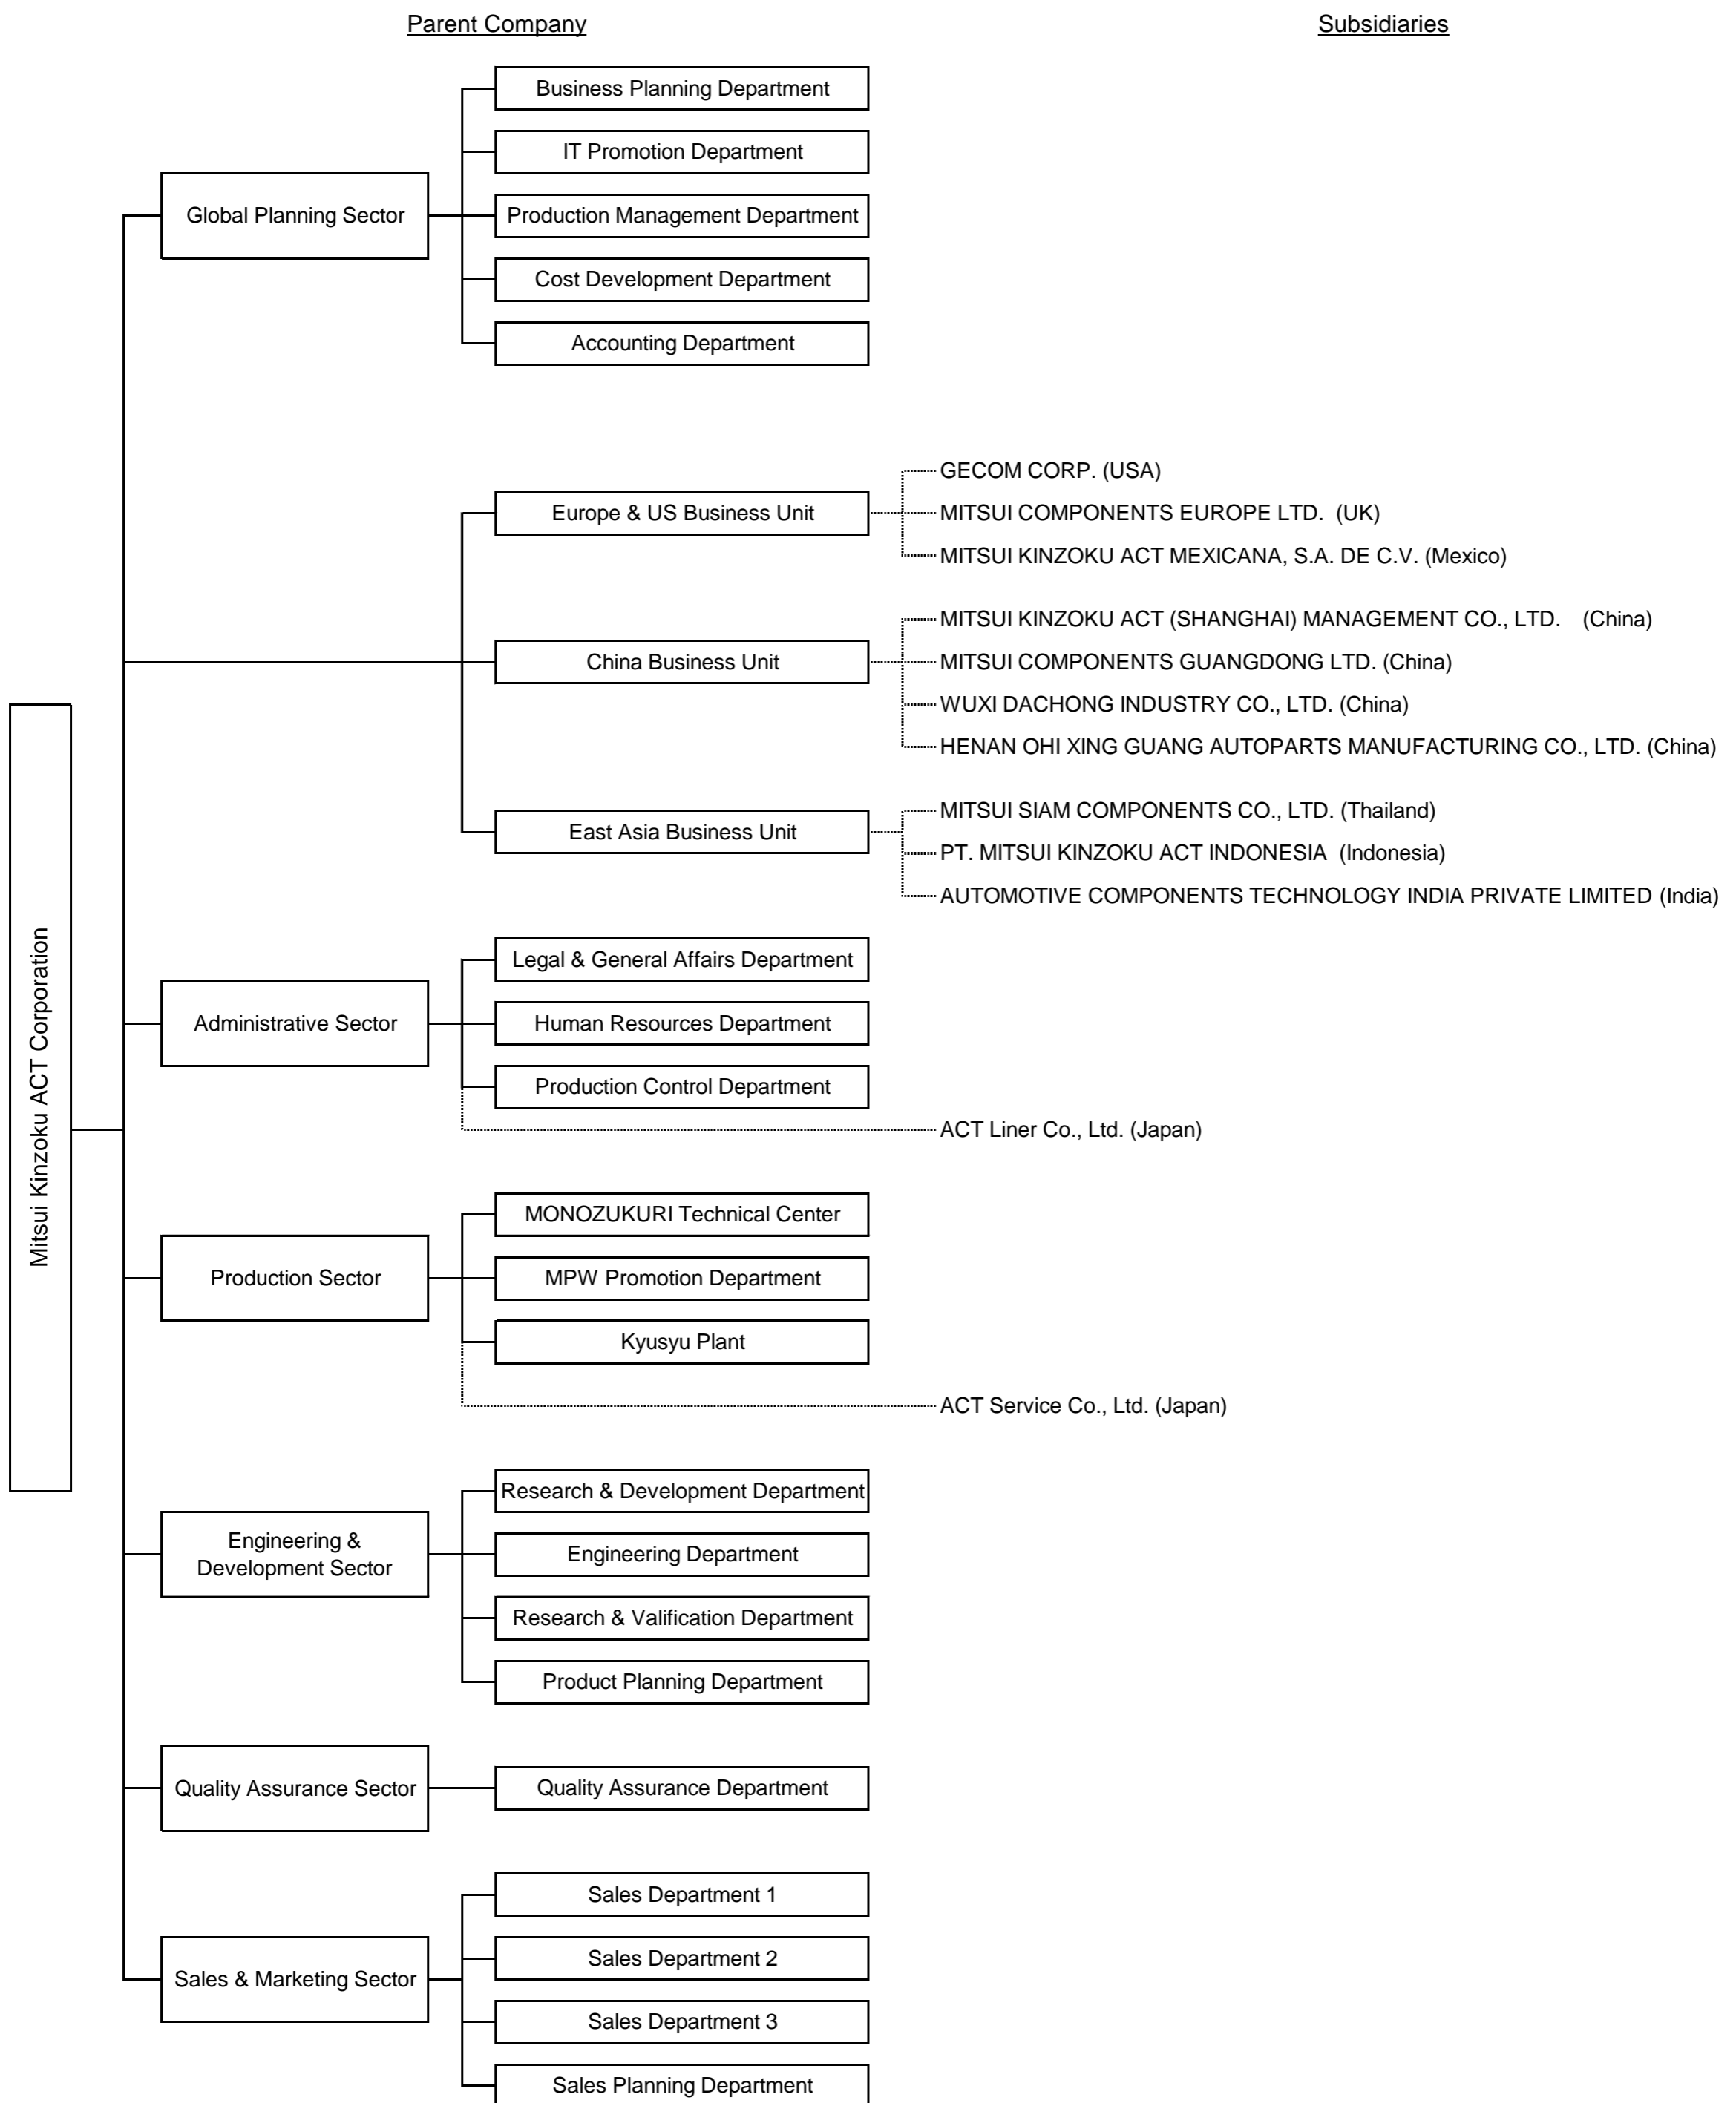 Parent Company
Subsidiaries
Mitsui Kinzoku ACT Corporation
Global Planning Sector
Business Planning Department
IT Promotion Department
Production Management Department
Cost Development Department
Accounting Department
Europe & US Business Unit
GECOM CORP. (USA)
MITSUI COMPONENTS EUROPE LTD. (UK)
MITSUI KINZOKU ACT MEXICANA, S.A. DE C.V. (Mexico)
China Business Unit
MITSUI KINZOKU ACT (SHANGHAI) MANAGEMENT CO., LTD. (China)
MITSUI COMPONENTS GUANGDONG LTD. (China)
WUXI DACHONG INDUSTRY CO., LTD. (China)
HENAN OHI XING GUANG AUTOPARTS MANUFACTURING CO., LTD. (China)
East Asia Business Unit
MITSUI SIAM COMPONENTS CO., LTD. (Thailand)
PT. MITSUI KINZOKU ACT INDONESIA (Indonesia)
AUTOMOTIVE COMPONENTS TECHNOLOGY INDIA PRIVATE LIMITED (India)
Administrative Sector
Legal & General Affairs Department
Human Resources Department
Production Control Department
ACT Liner Co., Ltd. (Japan)
Production Sector
MONOZUKURI Technical Center
MPW Promotion Department
Kyusyu Plant
ACT Service Co., Ltd. (Japan)
Engineering &
Development Sector
Research & Development Department
Engineering Department
Research & Valification Department
Product Planning Department
Quality Assurance Sector
Quality Assurance Department
Sales & Marketing Sector
Sales Department 1
Sales Department 2
Sales Department 3
Sales Planning Department